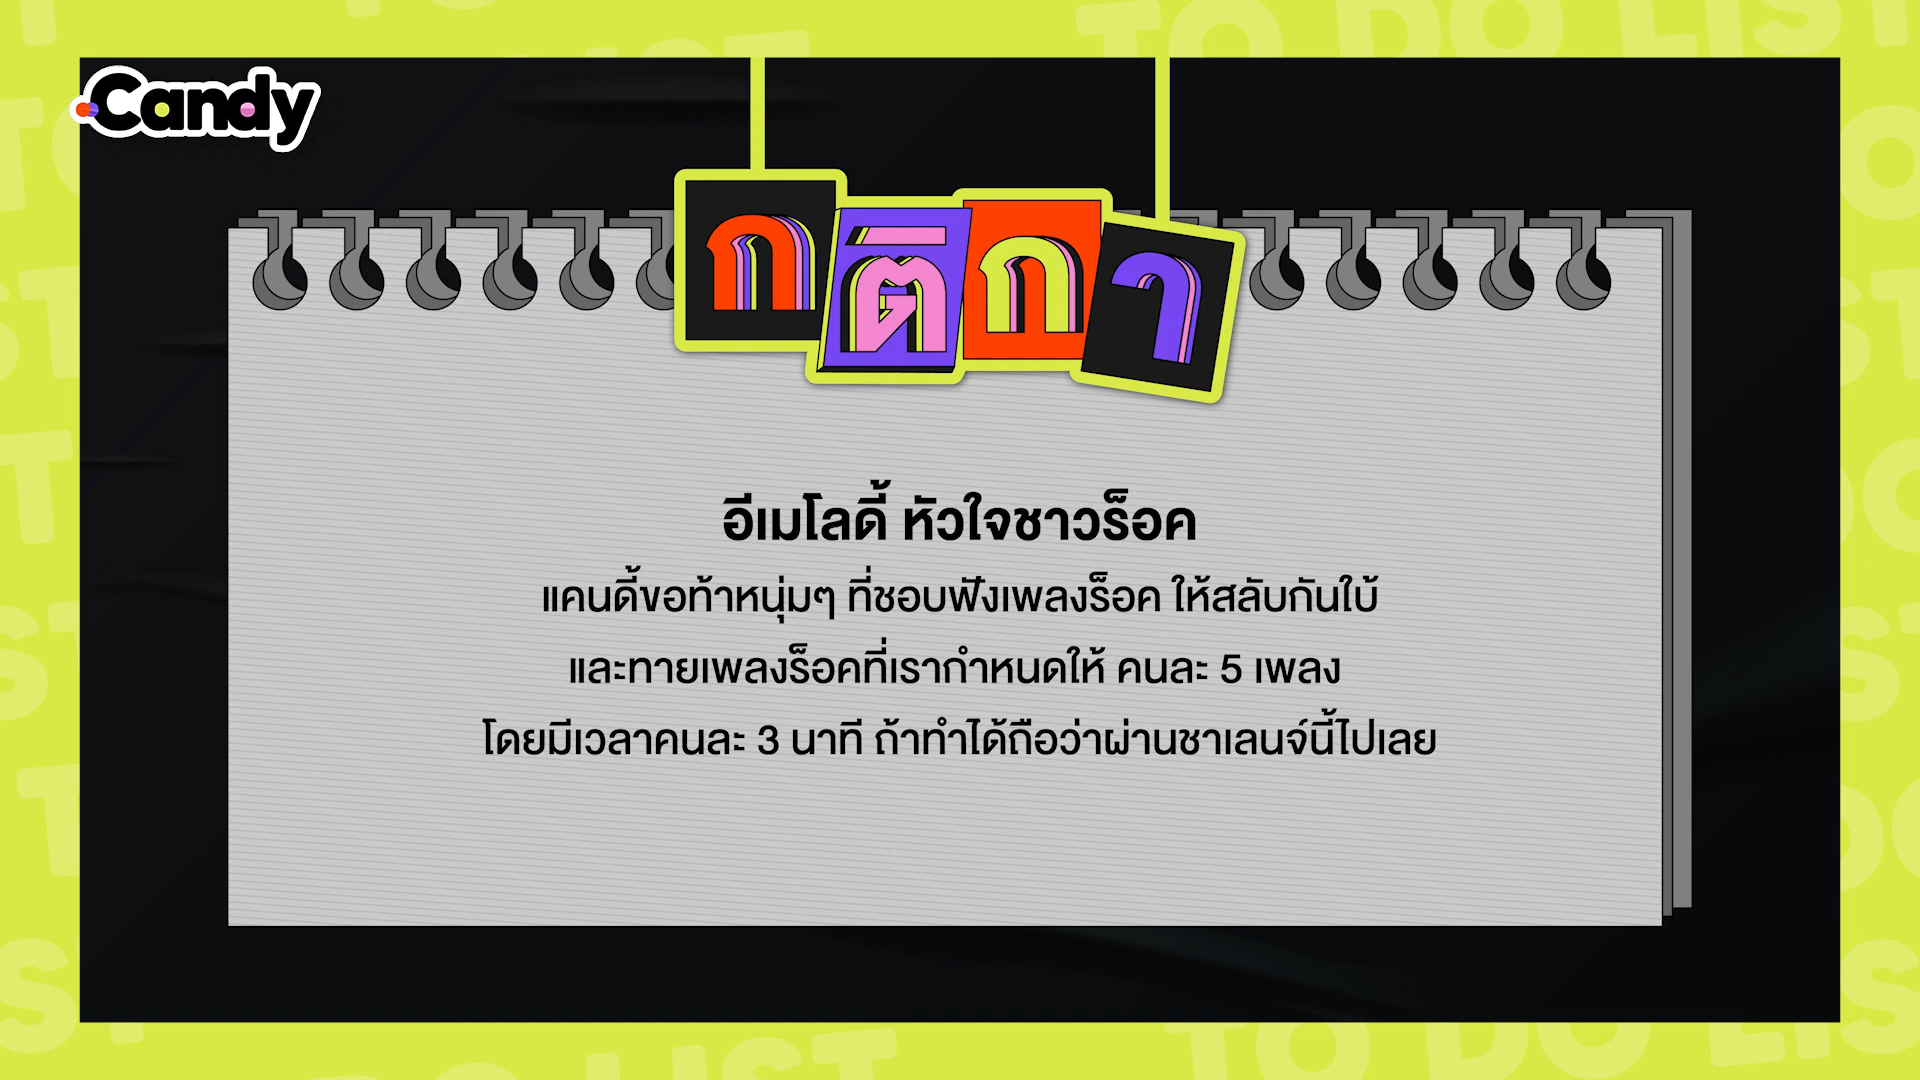 TO DO LIST
Candy
กติกา
อีเมโลดี้ หัวใจชาวร็อค
แคนดี้ขอท้าหนุ่มๆ ที่ชอบฟังเพลงร็อค ให้สลับกันใบ้
และทายเพลงร็อคที่เรากำหนดให้ คนละ 5 เพลง
โดยมีเวลาคนละ 3 นาที ถ้าทำได้ถือว่าผ่านชาเลนจ์นี้ไปเลย
TO DO LIST